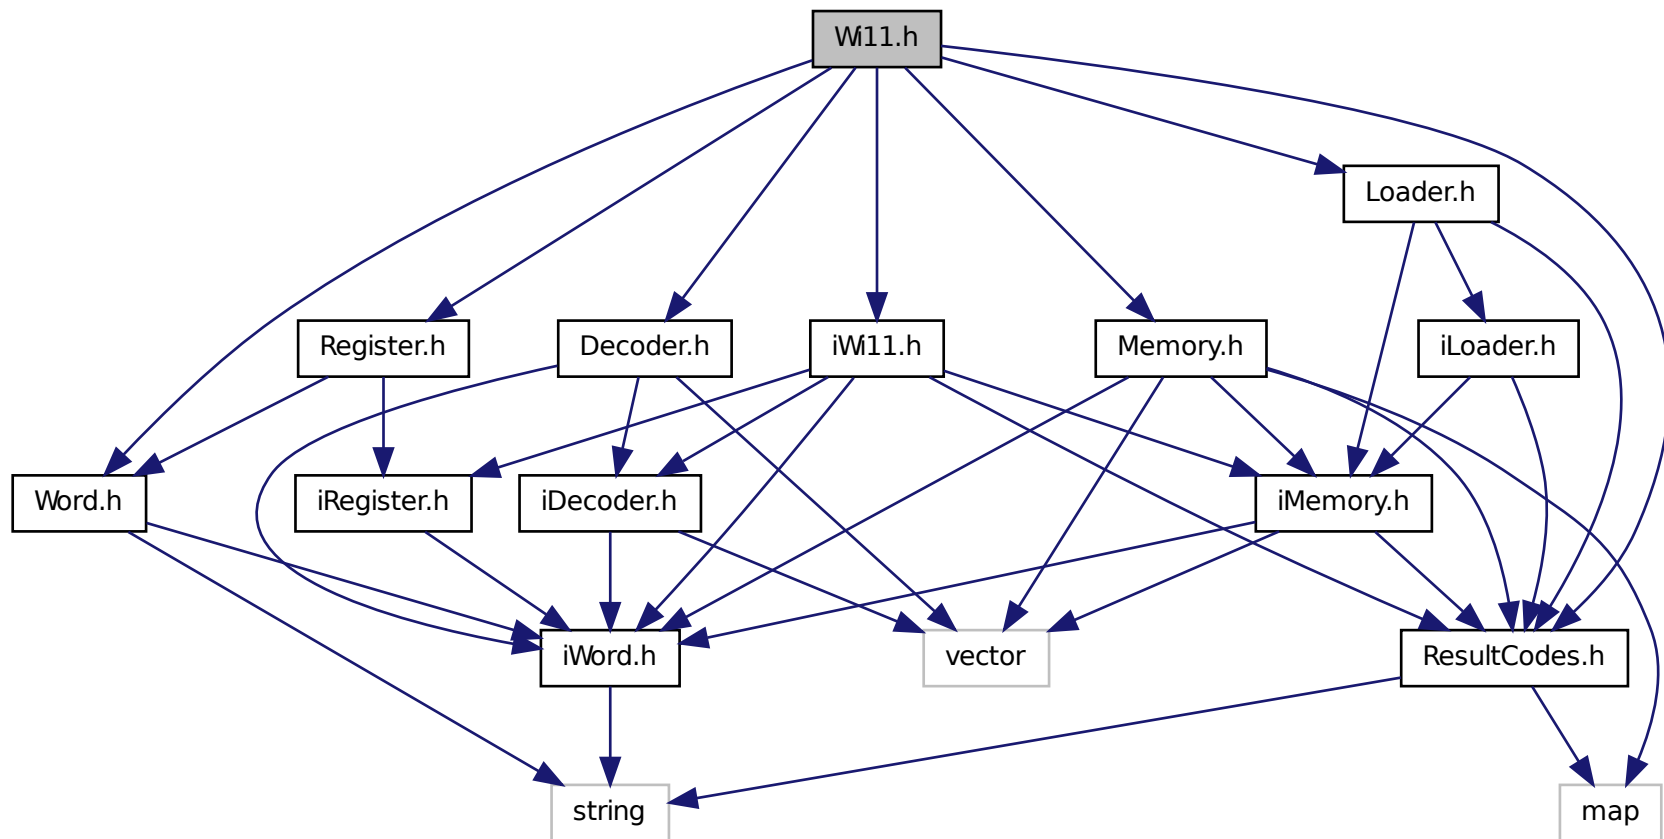 Wi11.h
Loader.h
Register.h
Decoder.h
iWi11.h
Memory.h
iLoader.h
Word.h
iRegister.h
iDecoder.h
iMemory.h
iWord.h
vector
ResultCodes.h
string
map